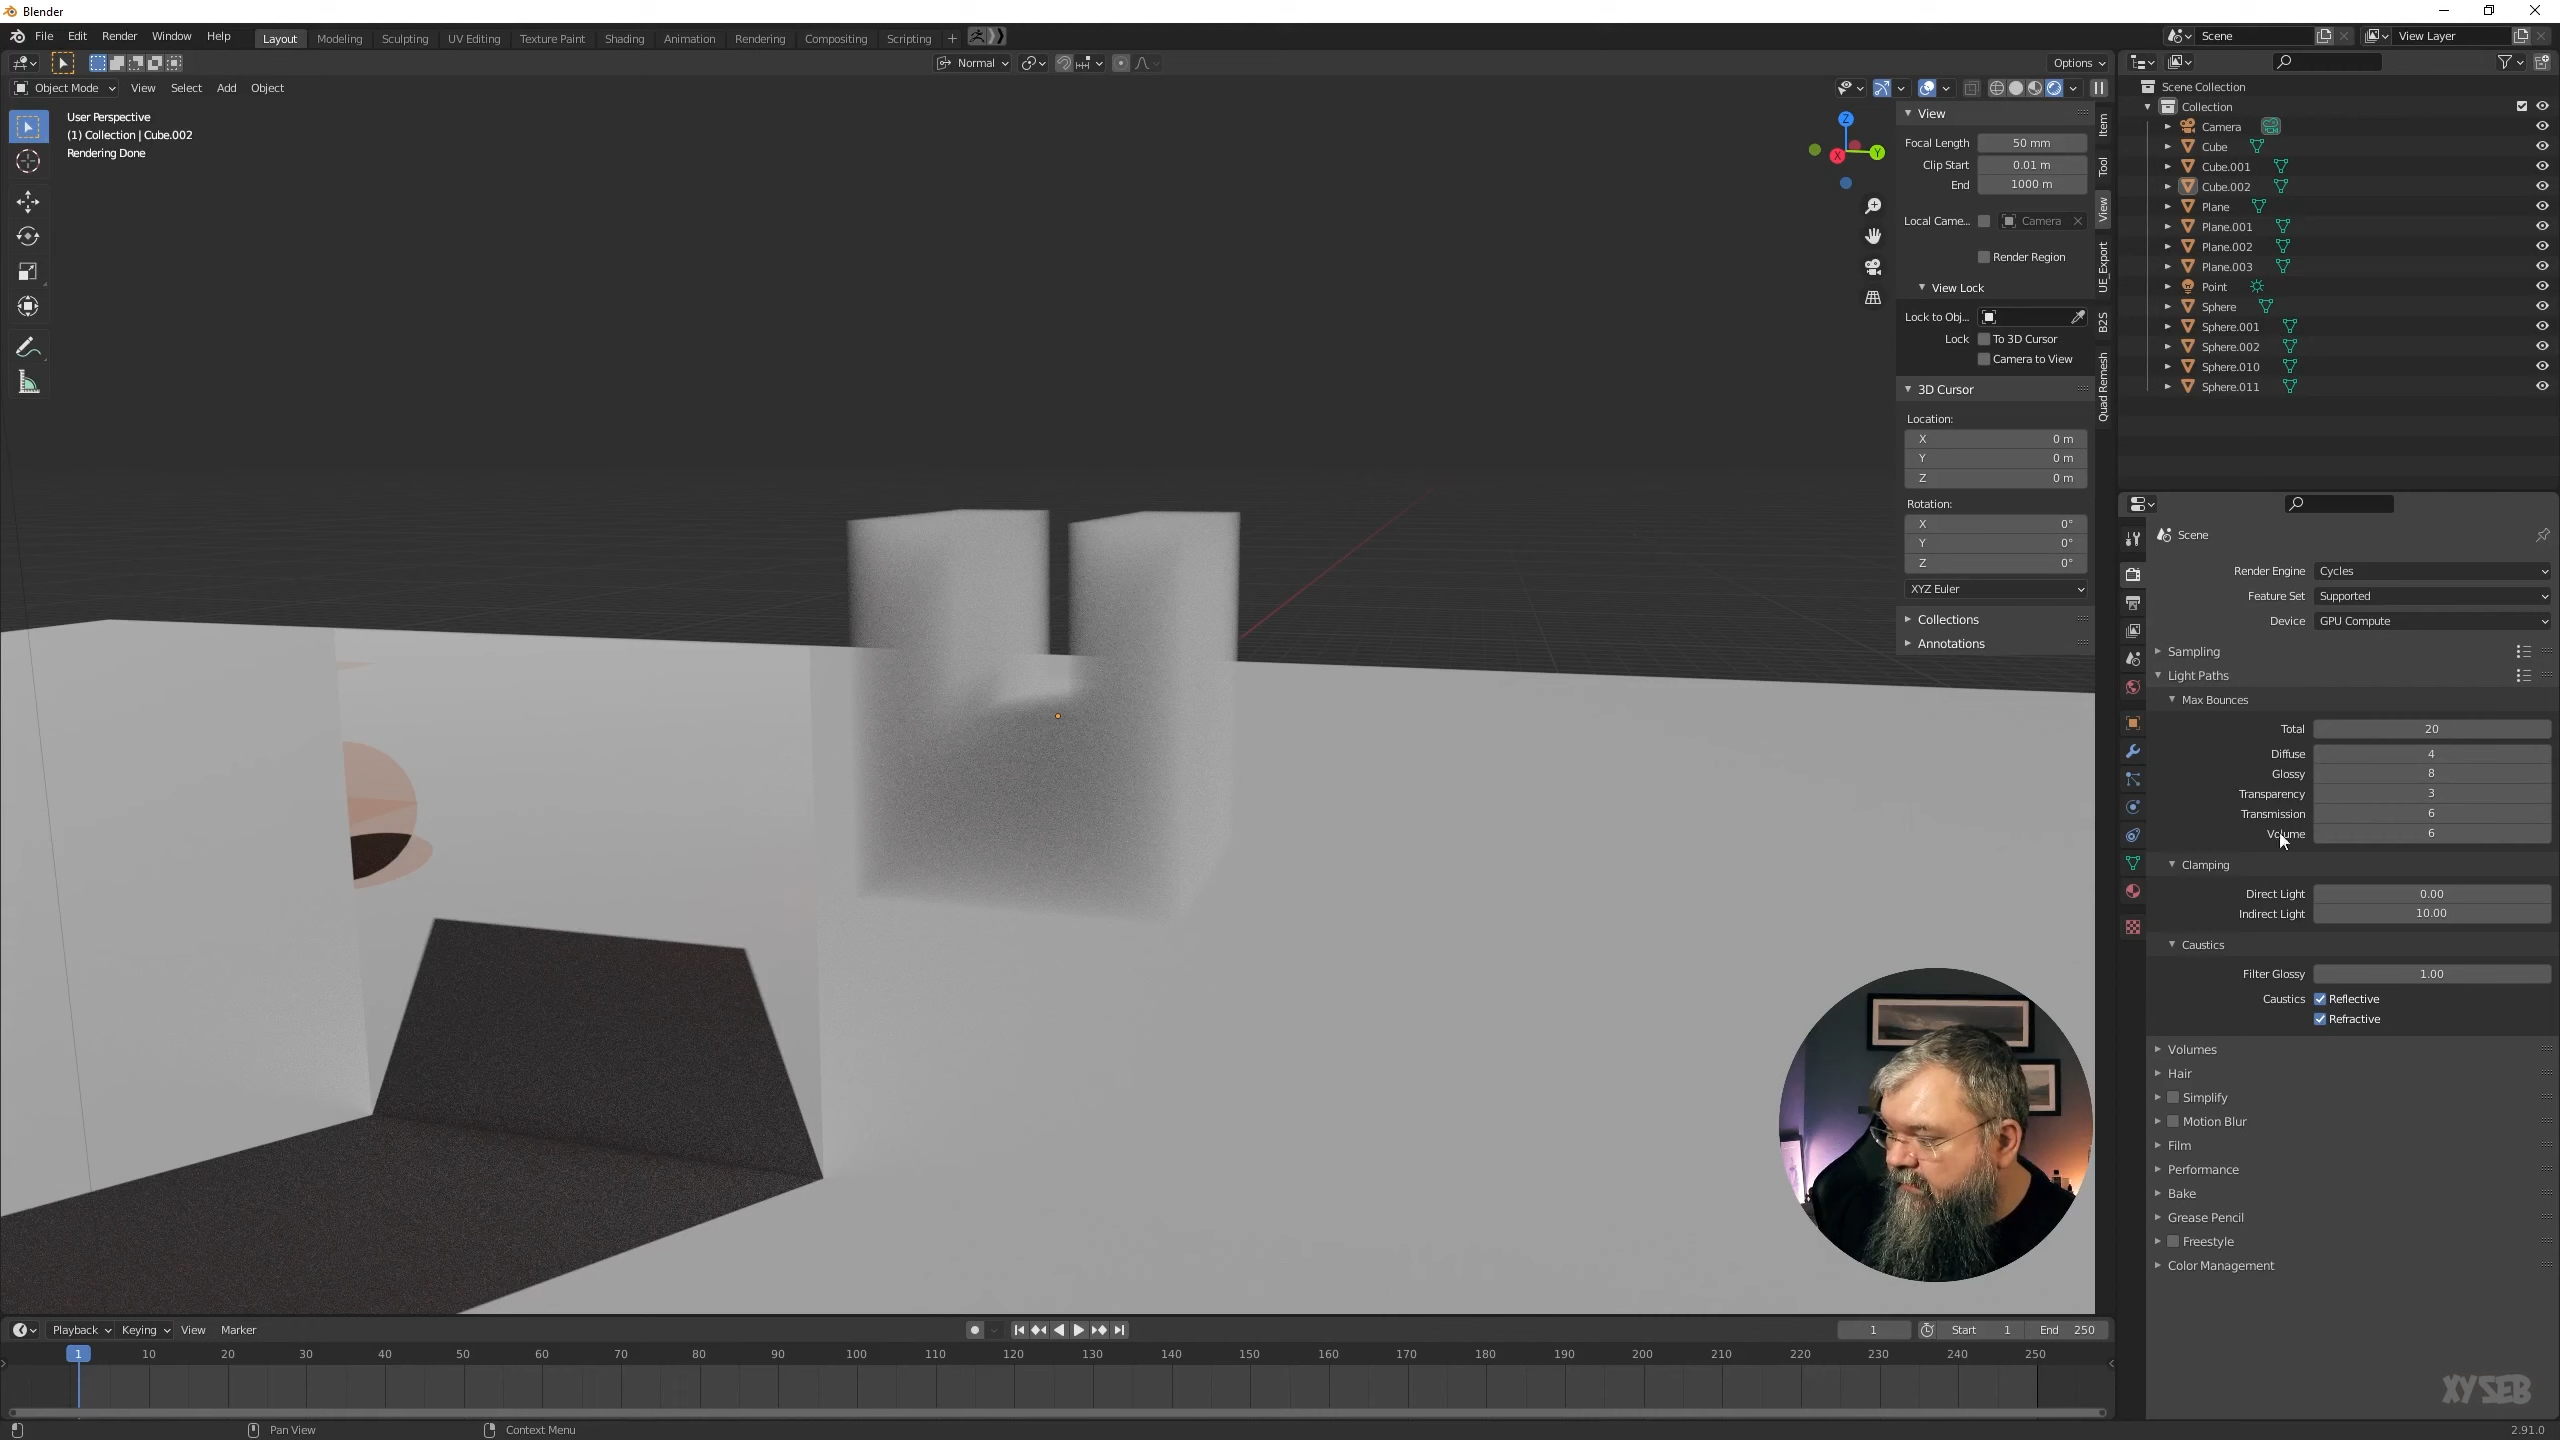 Blender
File Edit Render Window Help Layout Modeling Sculpting UV Editing Texture Paint Shading Animation Rendering Compositing Scripting + Scene View Layer
Normal Options
Object Mode View Select Add Object
User Perspective
(1) Collection | Cube.002
Rendering Done
Z
X Y
View
Focal Length 50 mm
Clip Start 0.01 m
End 1000 m
Local Came... Camera
Render Region
View Lock
Lock to Obj...
Lock To 3D Cursor
Camera to View
3D Cursor
Location:
X 0 m
Y 0 m
Z 0 m
Rotation:
X 0°
Y 0°
Z 0°
XYZ Euler
Collections
Annotations
Item
Tool
View
UE_Export
B2S
Quad Remesh
Scene Collection
Collection
Camera
Cube
Cube.001
Cube.002
Plane
Plane.001
Plane.002
Plane.003
Point
Sphere
Sphere.001
Sphere.002
Sphere.010
Sphere.011
Scene
Render Engine Cycles
Feature Set Supported
Device GPU Compute
Sampling
Light Paths
Max Bounces
Total 20
Diffuse 4
Glossy 8
Transparency 3
Transmission 6
Volume 6
Clamping
Direct Light 0.00
Indirect Light 10.00
Caustics
Filter Glossy 1.00
Caustics Reflective
Refractive
Volumes
Hair
Simplify
Motion Blur
Film
Performance
Bake
Grease Pencil
Freestyle
Color Management
Playback Keying View Marker 1 Start 1 End 250
1 10 20 30 40 50 60 70 80 90 100 110 120 130 140 150 160 170 180 190 200 210 220 230 240 250
XY SEB
Pan View Context Menu 2.91.0